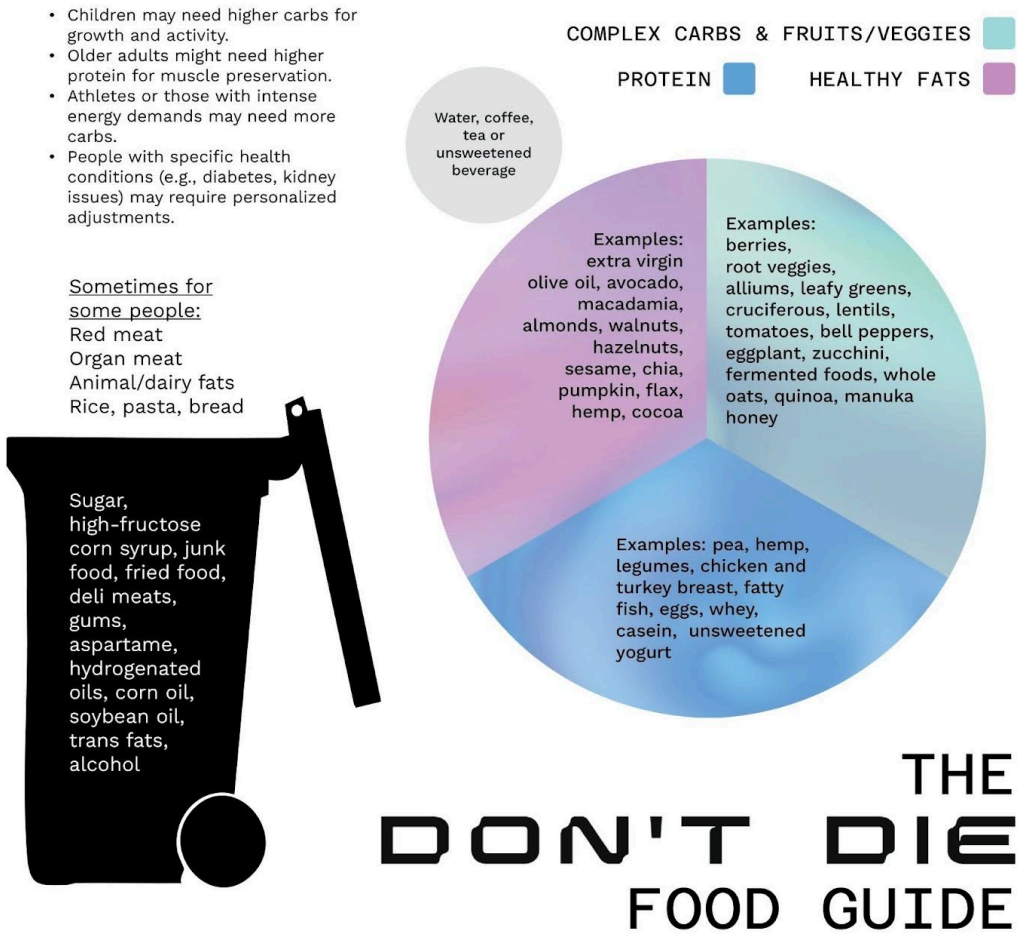 • Children may need higher carbs for
growth and activity.
• Older adults might need higher
protein for muscle preservation.
• Athletes or those with intense
energy demands may need more
carbs.
• People with specific health
conditions (e.g., diabetes, kidney
issues) may require personalized
adjustments.
COMPLEX CARBS & FRUITS/VEGGIES
PROTEIN
HEALTHY FATS
Water, coffee,
tea or
unsweetened
beverage
Examples:
extra virgin
olive oil, avocado,
macadamia,
almonds, walnuts,
hazelnuts,
sesame, chia,
pumpkin, flax,
hemp, cocoa
Examples:
berries,
root veggies,
alliums, leafy greens,
cruciferous, lentils,
tomatoes, bell peppers,
eggplant, zucchini,
fermented foods, whole
oats, quinoa, manuka
honey
Examples: pea, hemp,
legumes, chicken and
turkey breast, fatty
fish, eggs, whey,
casein, unsweetened
yogurt
Sometimes for
some people:
Red meat
Organ meat
Animal/dairy fats
Rice, pasta, bread
Sugar,
high-fructose
corn syrup, junk
food, fried food,
deli meats,
gums,
aspartame,
hydrogenated
oils, corn oil,
soybean oil,
trans fats,
alcohol
THE
DON'T DIE
FOOD GUIDE